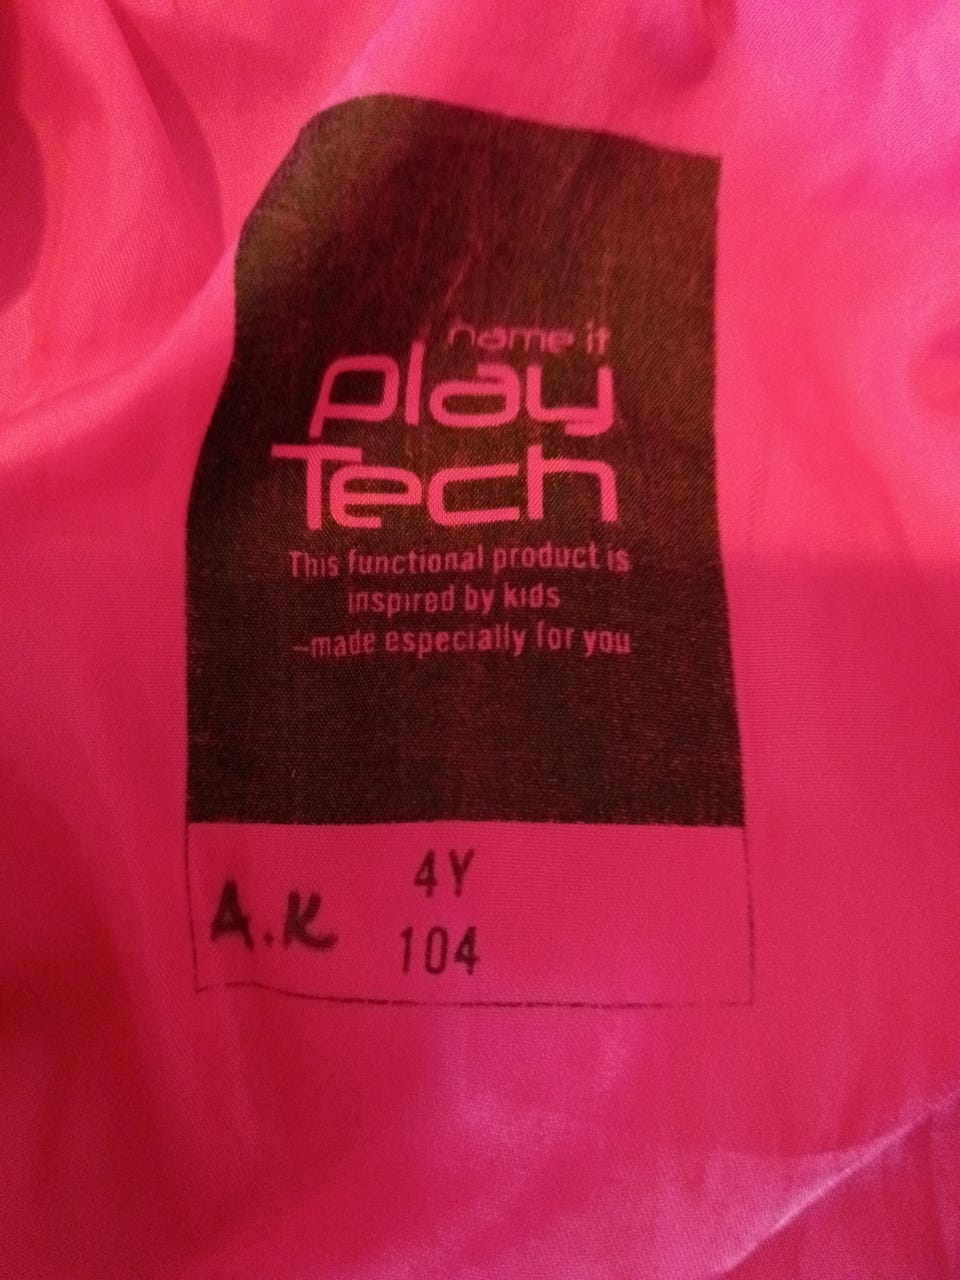 name it
play
Tech
This functional product is
inspired by kids
–made especially for you
4Y
A.K
104